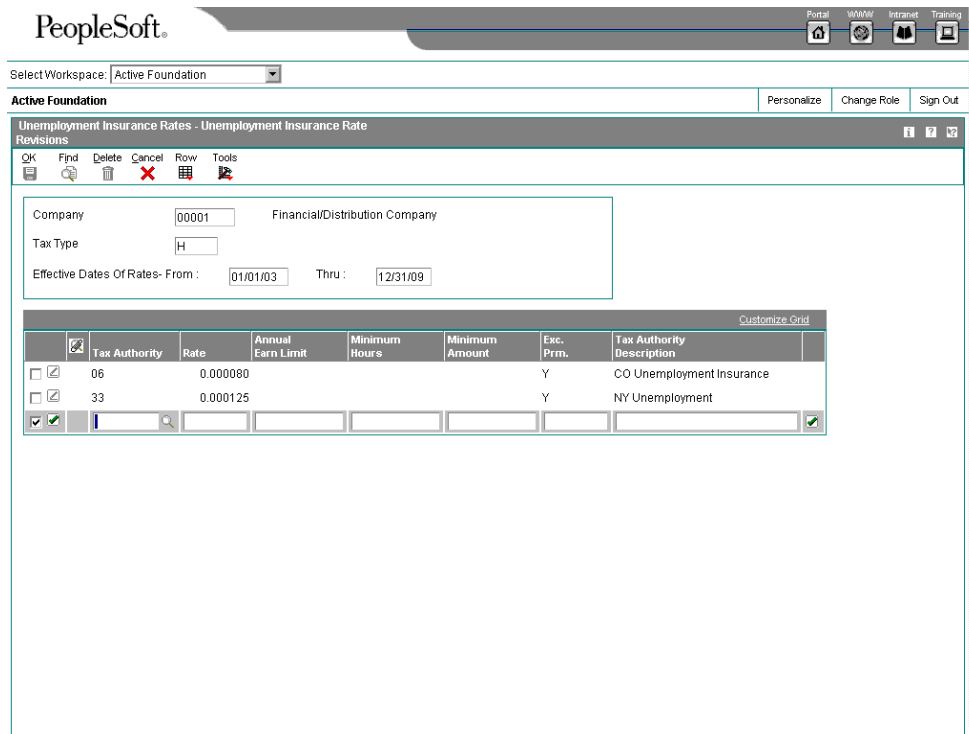 PeopleSoft.
Portal WWW Intranet Training
Select Workspace: Active Foundation
Active Foundation Personalize Change Role Sign Out
Unemployment Insurance Rates - Unemployment Insurance Rate
Revisions
OK Find Delete Cancel Row Tools
Company 00001 Financial/Distribution Company
Tax Type H
Effective Dates Of Rates- From : 01/01/03 Thru : 12/31/09
Customize Grid
Annual Minimum Minimum Exc. Tax Authority
Tax Authority Rate Earn Limit Hours Amount Prm. Description
06 0.000080 Y CO Unemployment Insurance
33 0.000125 Y NY Unemployment